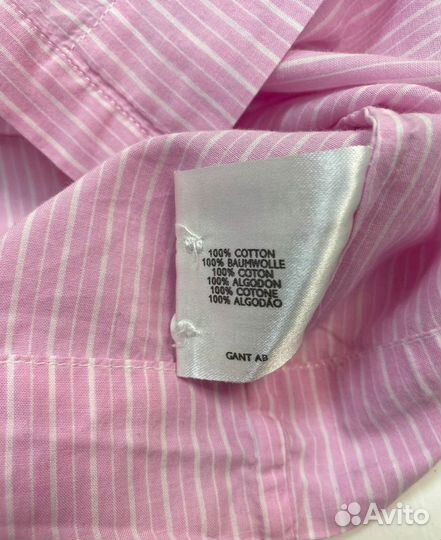 100% COTTON
100% BAUMWOLLE
100% COTON
100% ALGODON
100% COTONE
100% ALGODÃO
GANT AB
Avito